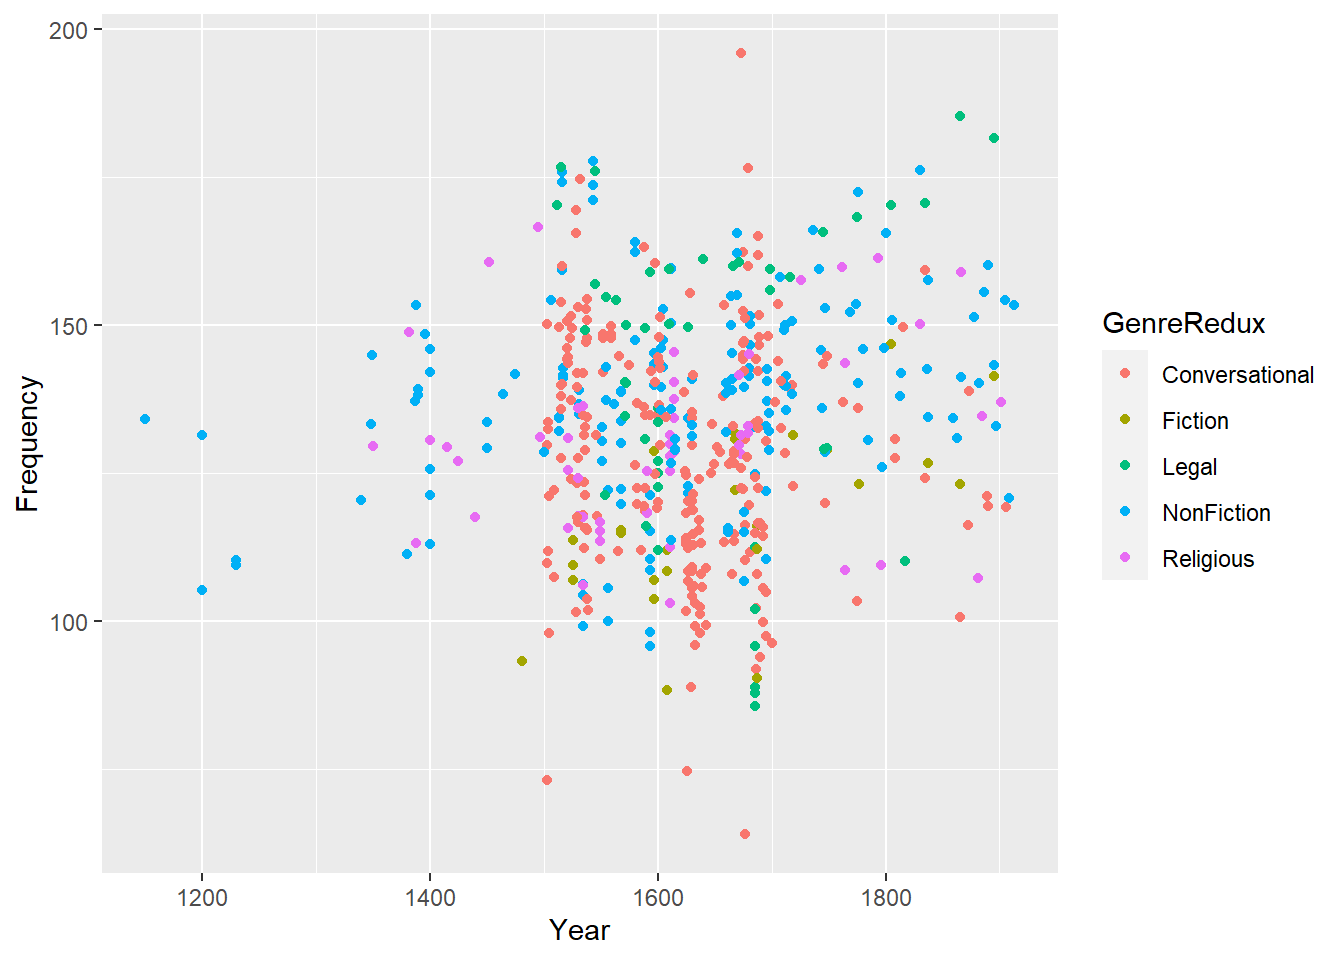 200
150
100
Frequency
1200
1400
1600
1800
Year
GenreRedux
Conversational
Fiction
Legal
NonFiction
Religious